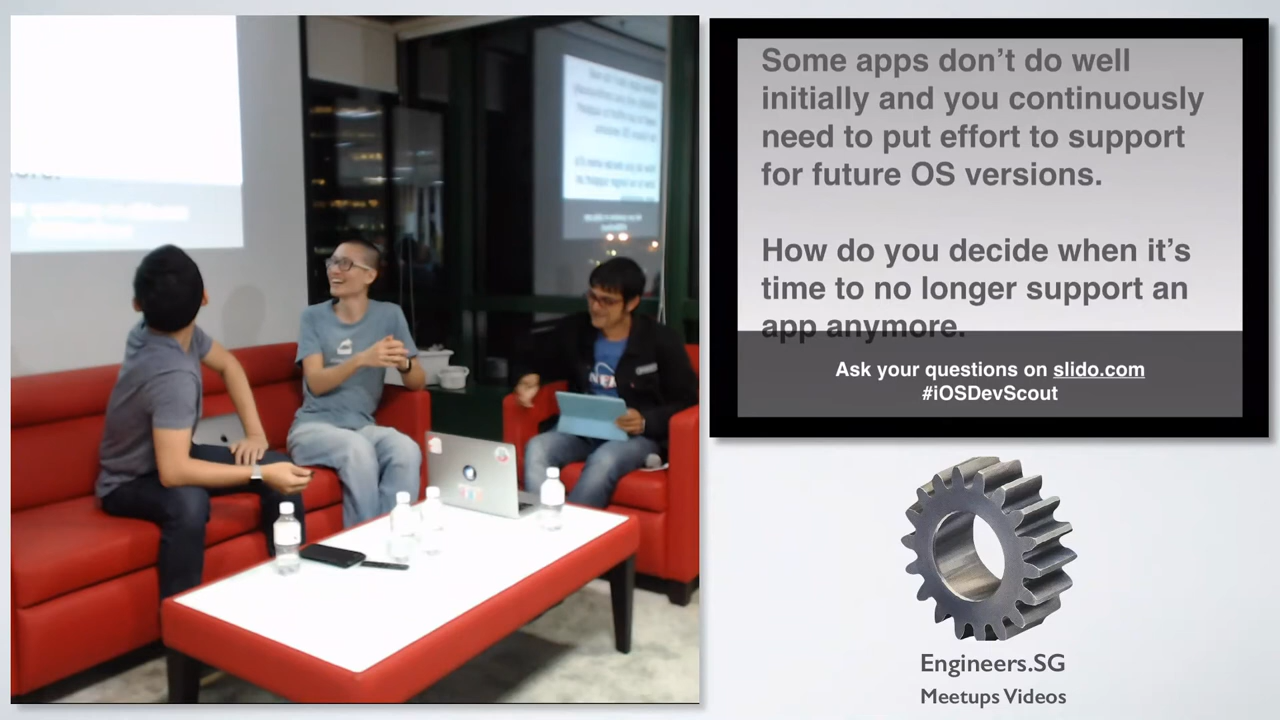 Some apps don't do well
initially and you continuously
need to put effort to support
for future OS versions.
How do you decide when it's
time to no longer support an
app anymore.
Ask your questions on slido.com
#iOSDevScout
Engineers.SG
Meetups Videos